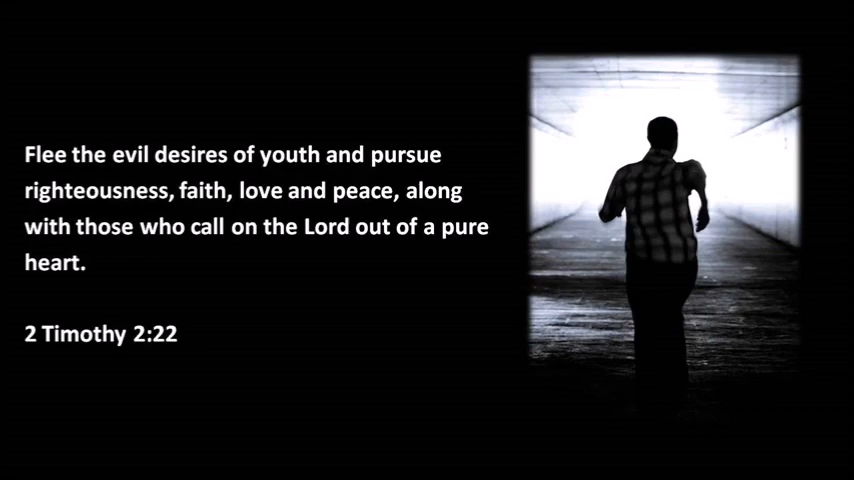 Flee the evil desires of youth and pursue
righteousness, faith, love and peace, along
with those who call on the Lord out of a pure
heart.
2 Timothy 2:22